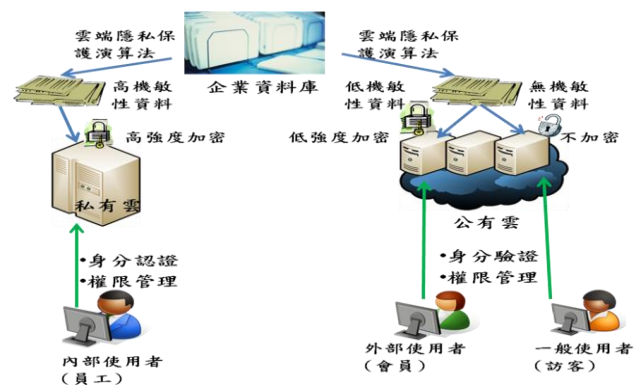 雲端隱私保
護演算法
雲端隱私保
護演算法
企業資料庫
高機敏
性資料
低機敏
性資料
無機敏
性資料
高強度加密
低強度加密
不加密
私有雲
公有雲
•身分認證
•權限管理
•身分驗證
•權限管理
內部使用者
(員工)
外部使用者
(會員)
一般使用者
(訪客)